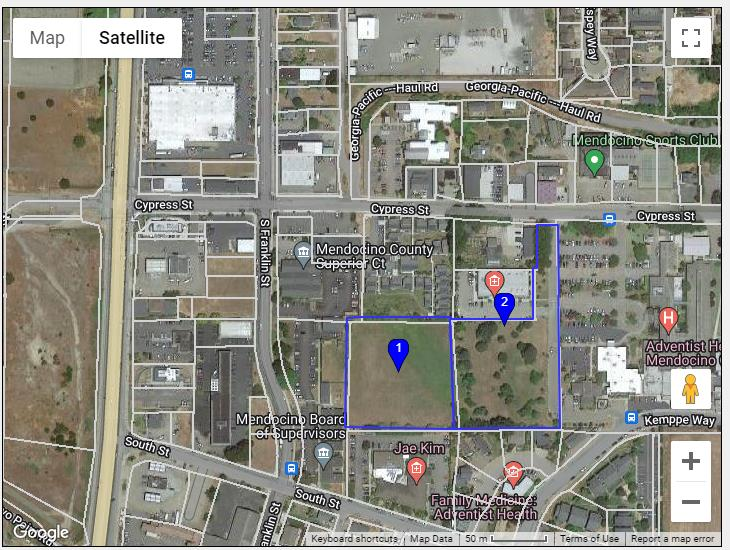 Map
Satellite
spey Way
Georgia-Pacific ---Haul Rd
Georgia-Pacific ---Haul Rd
Mendocino Sports Club
Cypress St
Cypress St
Cypress St
S Franklin St
Mendocino County
Superior Ct
2
1
H
Adventist He
Mendocino C
Mendocino Board
of Supervisors
Kemppe Way
South St
Jae Kim
South St
Family Medicine:
Adventist Health
nklin St
Google
Keyboard shortcuts
Map Data
50 m
Terms of Use
Report a map error